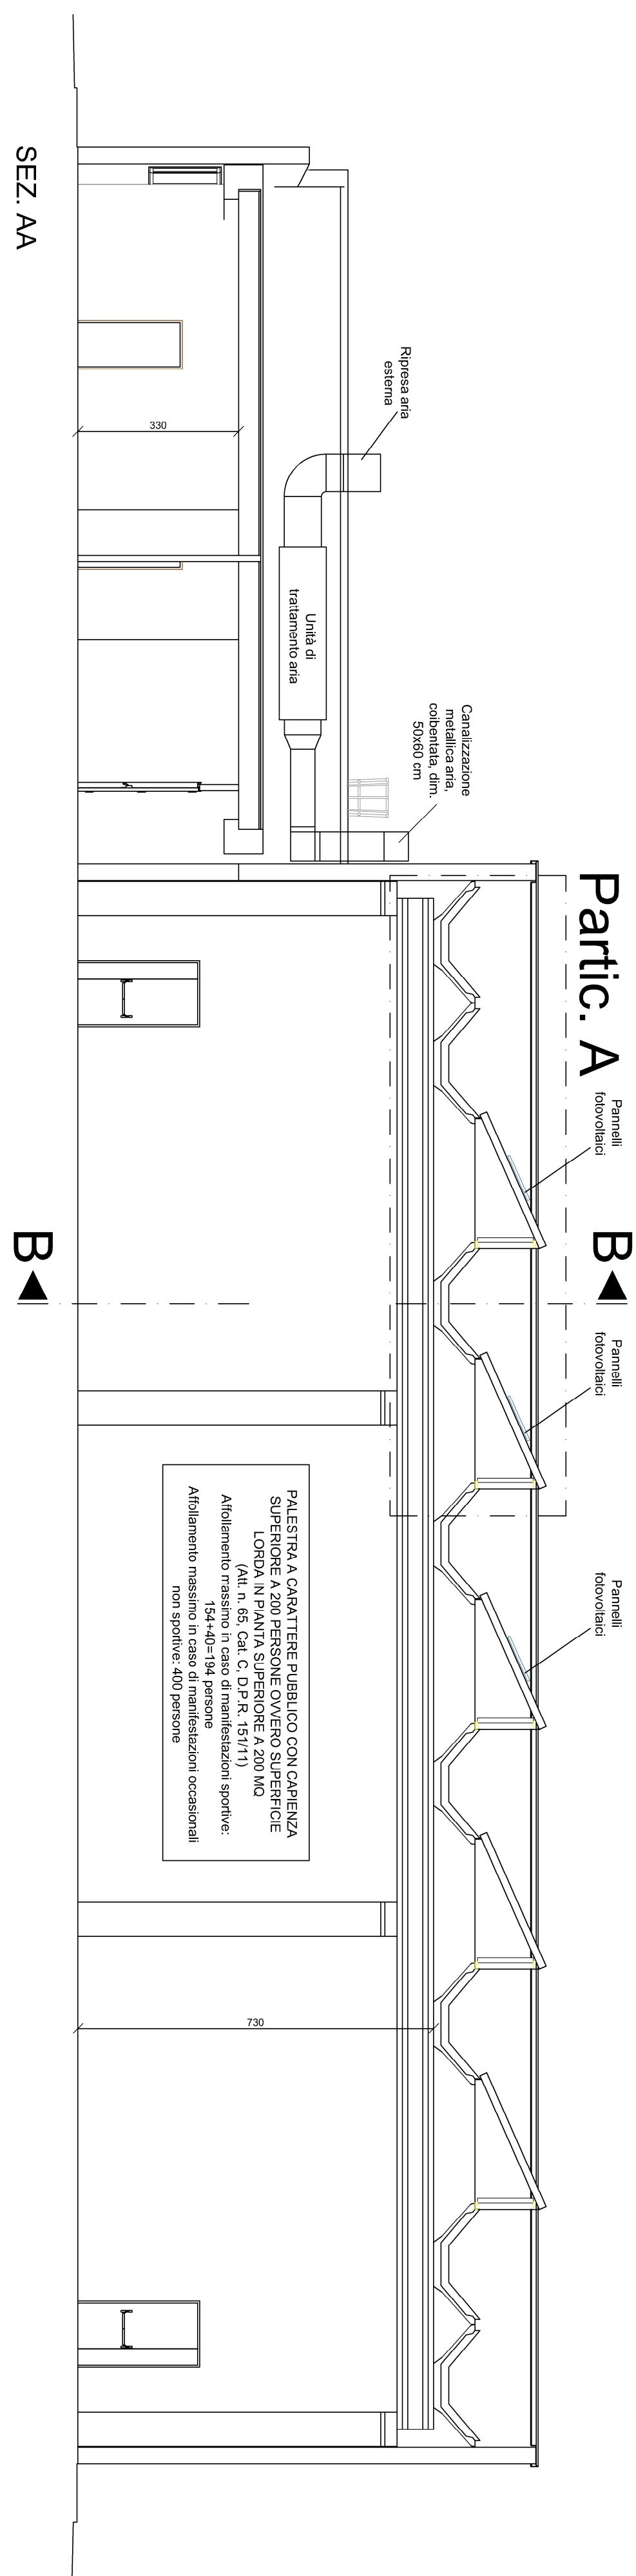 Partic. A
B
B
Pannelli
fotovoltaici
Pannelli
fotovoltaici
Pannelli
fotovoltaici
Ripresa aria
esterna
Canalizzazione
metallica aria,
coibentata, dim.
50x60 cm
Unità di
trattamento aria
330
730
PALESTRA A CARATTERE PUBBLICO CON CAPIENZA
SUPERIORE A 200 PERSONE OVVERO SUPERFICIE
LORDA IN PIANTA SUPERIORE A 200 MQ
(Att. n. 65, Cat. C, D.P.R. 151/11)
Affollamento massimo in caso di manifestazioni sportive:
154+40=194 persone
Affollamento massimo in caso di manifestazioni occasionali
non sportive: 400 persone
SEZ. AA